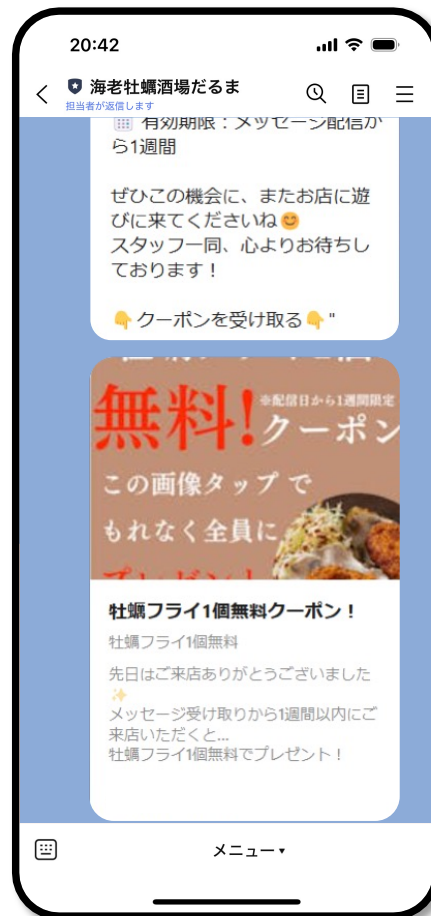 20:42
海老牡蠣酒場だるま
担当者が返信します
有効期限：メッセージ配信か
ら1週間
ぜひこの機会に、またお店に遊
びに来てくださいね😊
スタッフ一同、心よりお待ちし
ております！
👇クーポンを受け取る👇"
無料!
※配信日から1週間限定
クーポン
この画像タップで
もれなく全員に
牡蠣フライ1個無料クーポン！
牡蠣フライ1個無料
先日はご来店ありがとうございました
✨
メッセージ受け取りから1週間以内にご
来店いただくと...
牡蠣フライ1個無料でプレゼント！
メニュー▾